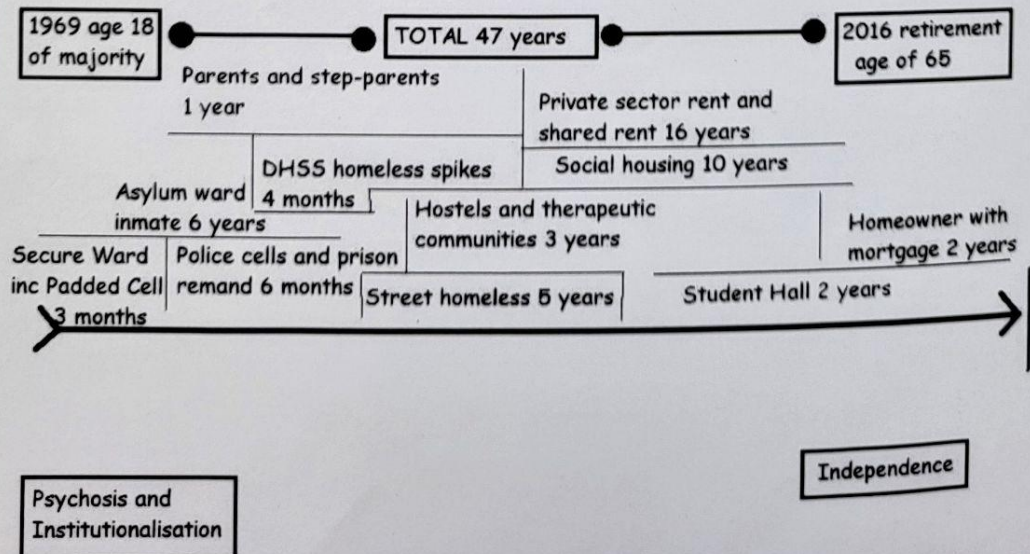 1969 age 18
of majority
TOTAL 47 years
2016 retirement
age of 65
Parents and step-parents
1 year
Private sector rent and
shared rent 16 years
Social housing 10 years
DHSS homeless spikes
4 months
Asylum ward
inmate 6 years
Hostels and therapeutic
communities 3 years
Homeowner with
mortgage 2 years
Secure Ward
inc Padded Cell
3 months
Police cells and prison
remand 6 months
Street homeless 5 years
Student Hall 2 years
Psychosis and
Institutionalisation
Independence